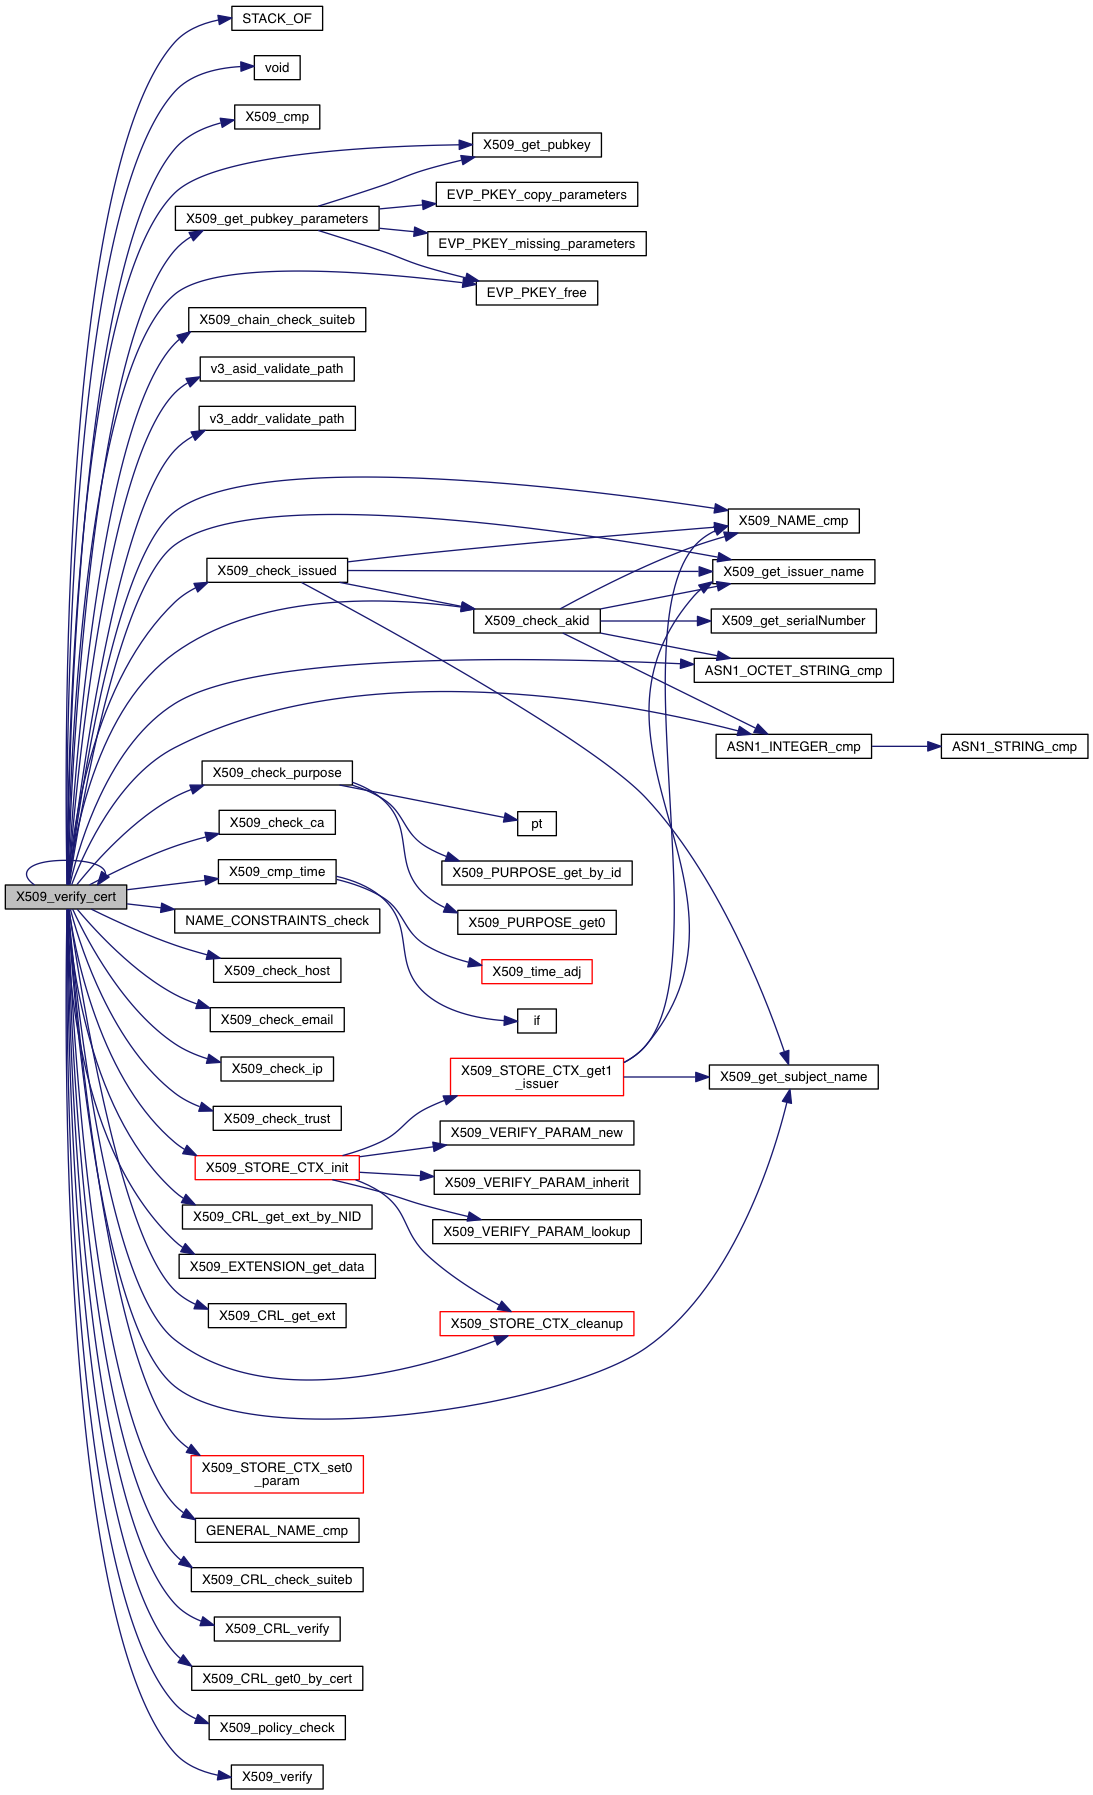 STACK_OF
void
X509_cmp
X509_get_pubkey
EVP_PKEY_copy_parameters
X509_get_pubkey_parameters
EVP_PKEY_missing_parameters
EVP_PKEY_free
X509_chain_check_suiteb
v3_asid_validate_path
v3_addr_validate_path
X509_NAME_cmp
X509_check_issued
X509_get_issuer_name
X509_check_akid
X509_get_serialNumber
ASN1_OCTET_STRING_cmp
ASN1_INTEGER_cmp
ASN1_STRING_cmp
X509_check_purpose
X509_check_ca
pt
X509_cmp_time
X509_PURPOSE_get_by_id
X509_verify_cert
NAME_CONSTRAINTS_check
X509_PURPOSE_get0
X509_check_host
X509_time_adj
X509_check_email
if
X509_check_ip
X509_STORE_CTX_get1
_issuer
X509_get_subject_name
X509_check_trust
X509_VERIFY_PARAM_new
X509_STORE_CTX_init
X509_VERIFY_PARAM_inherit
X509_CRL_get_ext_by_NID
X509_VERIFY_PARAM_lookup
X509_EXTENSION_get_data
X509_CRL_get_ext
X509_STORE_CTX_cleanup
X509_STORE_CTX_set0
_param
GENERAL_NAME_cmp
X509_CRL_check_suiteb
X509_CRL_verify
X509_CRL_get0_by_cert
X509_policy_check
X509_verify